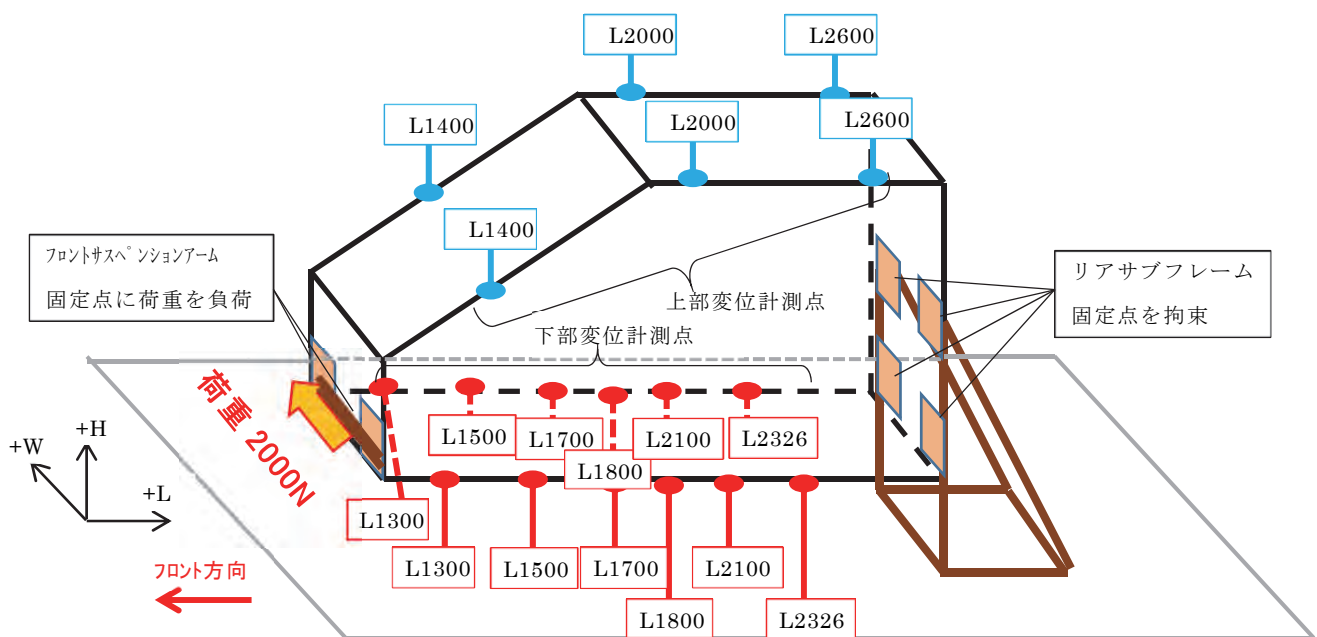 L2000
L2600
L1400
L2000
L2600
L1400
フロントサスペンションアーム
固定点に荷重を負荷
上部変位計測点
リアサブフレーム
固定点を拘束
下部変位計測点
荷重 2000N
L1500
L1700
L1800
L2100
L2326
+H
+W
+L
L1300
L1300
L1500
L1700
L2100
L1800
L2326
フロント方向